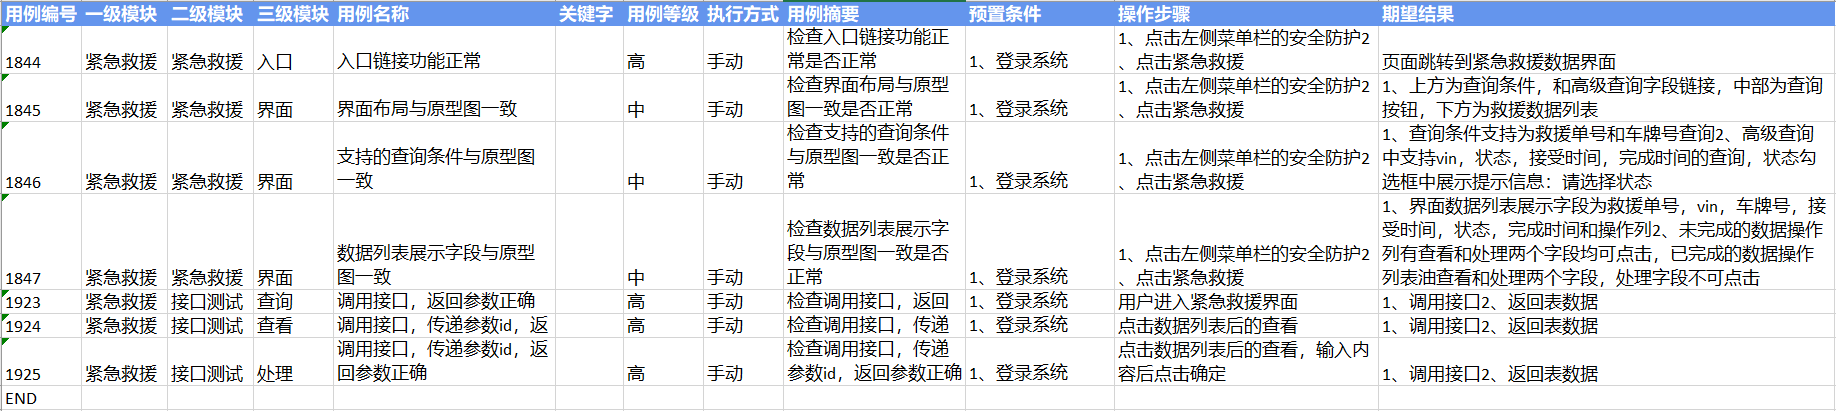 用例编号 一级模块 二级模块 三级模块 用例名称 关键字 用例等级 执行方式 用例摘要 预置条件 操作步骤 期望结果
检查入口链接功能正 1、点击左侧菜单栏的安全防护2
1844 紧急救援 紧急救援 入口 入口链接功能正常 高 手动 常是否正常 1、登录系统 、点击紧急救援 页面跳转到紧急救援数据界面
检查界面布局与原型 1、点击左侧菜单栏的安全防护2 1、上方为查询条件，和高级查询字段链接，中部为查询
1845 紧急救援 紧急救援 界面 界面布局与原型图一致 中 手动 图一致是否正常 1、登录系统 、点击紧急救援 按钮，下方为救援数据列表
检查支持的查询条件 1、查询条件支持为救援单号和车牌号查询2、高级查询
支持的查询条件与原型图 与原型图一致是否正 1、点击左侧菜单栏的安全防护2 中支持vin，状态，接受时间，完成时间的查询，状态勾
1846 紧急救援 紧急救援 界面 一致 中 手动 常 1、登录系统 、点击紧急救援 选框中展示提示信息：请选择状态
1、界面数据列表展示字段为救援单号，vin，车牌号，接
检查数据列表展示字 受时间，状态，完成时间和操作列2、未完成的数据操作
数据列表展示字段与原型 段与原型图一致是否 1、点击左侧菜单栏的安全防护2 列有查看和处理两个字段均可点击，已完成的数据操作
1847 紧急救援 紧急救援 界面 图一致 中 手动 正常 1、登录系统 、点击紧急救援 列表油查看和处理两个字段，处理字段不可点击
1923 紧急救援 接口测试 查询 调用接口，返回参数正确 高 手动 检查调用接口，返回 1、登录系统 用户进入紧急救援界面 1、调用接口2、返回表数据
1924 紧急救援 接口测试 查看 调用接口，传递参数id，返 高 手动 检查调用接口，传递 1、登录系统 点击数据列表后的查看 1、调用接口2、返回表数据
调用接口，传递参数id，返 检查调用接口，传递 点击数据列表后的查看，输入内
1925 紧急救援 接口测试 处理 回参数正确 高 手动 参数id，返回参数正确 1、登录系统 容后点击确定 1、调用接口2、返回表数据
END